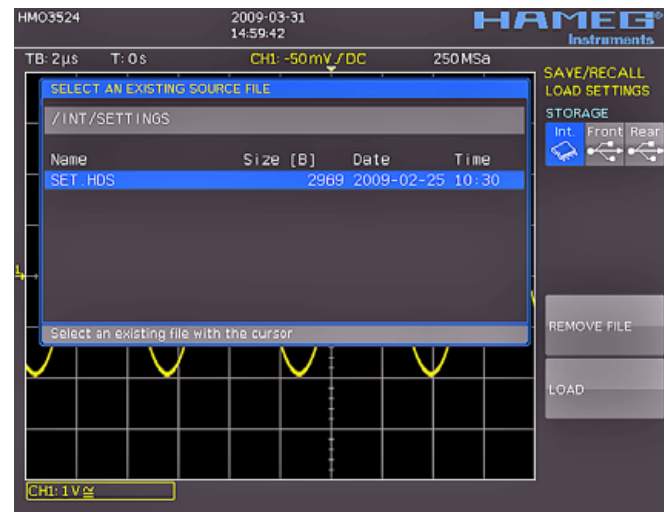 HMO3524
2009-03-31
14:59:42
HAMEG®
Instruments
TB: 2µs T: 0s CH1: -50mV / DC 250MSa
SAVE/RECALL
LOAD SETTINGS
STORAGE
Int. Front Rear
SELECT AN EXISTING SOURCE FILE
/INT/SETTINGS
Name Size [B] Date Time
SET.HDS 2969 2009-02-25 10:30
Select an existing file with the cursor
1
REMOVE FILE
LOAD
CH1: 1V≅